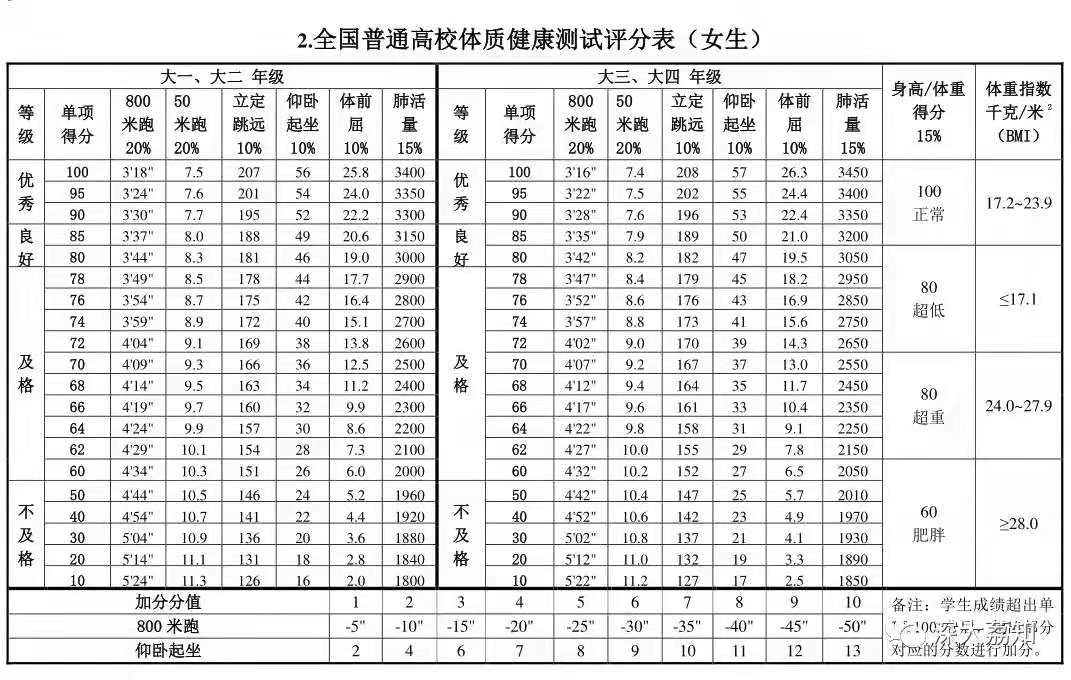 2.全国普通高校体质健康测试评分表（女生）
大一、大二 年级 大三、大四 年级 身高/体重得分 15% 体重指数 千克/米²（BMI）
等级 单项得分 800米跑 20% 50米跑 20% 立定跳远 10% 仰卧起坐 10% 体前屈 10% 肺活量 15% 等级 单项得分 800米跑 20% 50米跑 20% 立定跳远 10% 仰卧起坐 10% 体前屈 10% 肺活量 15%
优秀 100 3'18" 7.5 207 56 25.8 3400 优秀 100 3'16" 7.4 208 57 26.3 3450 100 正常 17.2~23.9
95 3'24" 7.6 201 54 24.0 3350 95 3'22" 7.5 202 55 24.4 3400
90 3'30" 7.7 195 52 22.2 3300 90 3'28" 7.6 196 53 22.4 3350
良好 85 3'37" 8.0 188 49 20.6 3150 良好 85 3'35" 7.9 189 50 21.0 3200
80 3'44" 8.3 181 46 19.0 3000 80 3'42" 8.2 182 47 19.5 3050 80 超低 ≤17.1
及格 78 3'49" 8.5 178 44 17.7 2900 及格 78 3'47" 8.4 179 45 18.2 2950
76 3'54" 8.7 175 42 16.4 2800 76 3'52" 8.6 176 43 16.9 2850
74 3'59" 8.9 172 40 15.1 2700 74 3'57" 8.8 173 41 15.6 2750
72 4'04" 9.1 169 38 13.8 2600 72 4'02" 9.0 170 39 14.3 2650
70 4'09" 9.3 166 36 12.5 2500 70 4'07" 9.2 167 37 13.0 2550 80 超重 24.0~27.9
68 4'14" 9.5 163 34 11.2 2400 68 4'12" 9.4 164 35 11.7 2450
66 4'19" 9.7 160 32 9.9 2300 66 4'17" 9.6 161 33 10.4 2350
64 4'24" 9.9 157 30 8.6 2200 64 4'22" 9.8 158 31 9.1 2250
62 4'29" 10.1 154 28 7.3 2100 62 4'27" 10.0 155 29 7.8 2150
60 4'34" 10.3 151 26 6.0 2000 60 4'32" 10.2 152 27 6.5 2050 60 肥胖 ≥28.0
不及格 50 4'44" 10.5 146 24 5.2 1960 不及格 50 4'42" 10.4 147 25 5.7 2010
40 4'54" 10.7 141 22 4.4 1920 40 4'52" 10.6 142 23 4.9 1970
30 5'04" 10.9 136 20 3.6 1880 30 5'02" 10.8 137 21 4.1 1930
20 5'14" 11.1 131 18 2.8 1840 20 5'12" 11.0 132 19 3.3 1890
10 5'24" 11.3 126 16 2.0 1800 10 5'22" 11.2 127 17 2.5 1850
加分分值 1 2 3 4 5 6 7 8 9 10 备注：学生成绩超出单
800米跑 -5" -10" -15" -20" -25" -30" -35" -40" -45" -50" 100 部分
仰卧起坐 2 4 6 7 8 9 10 11 12 13 对应的分数进行加分。
深大荔知